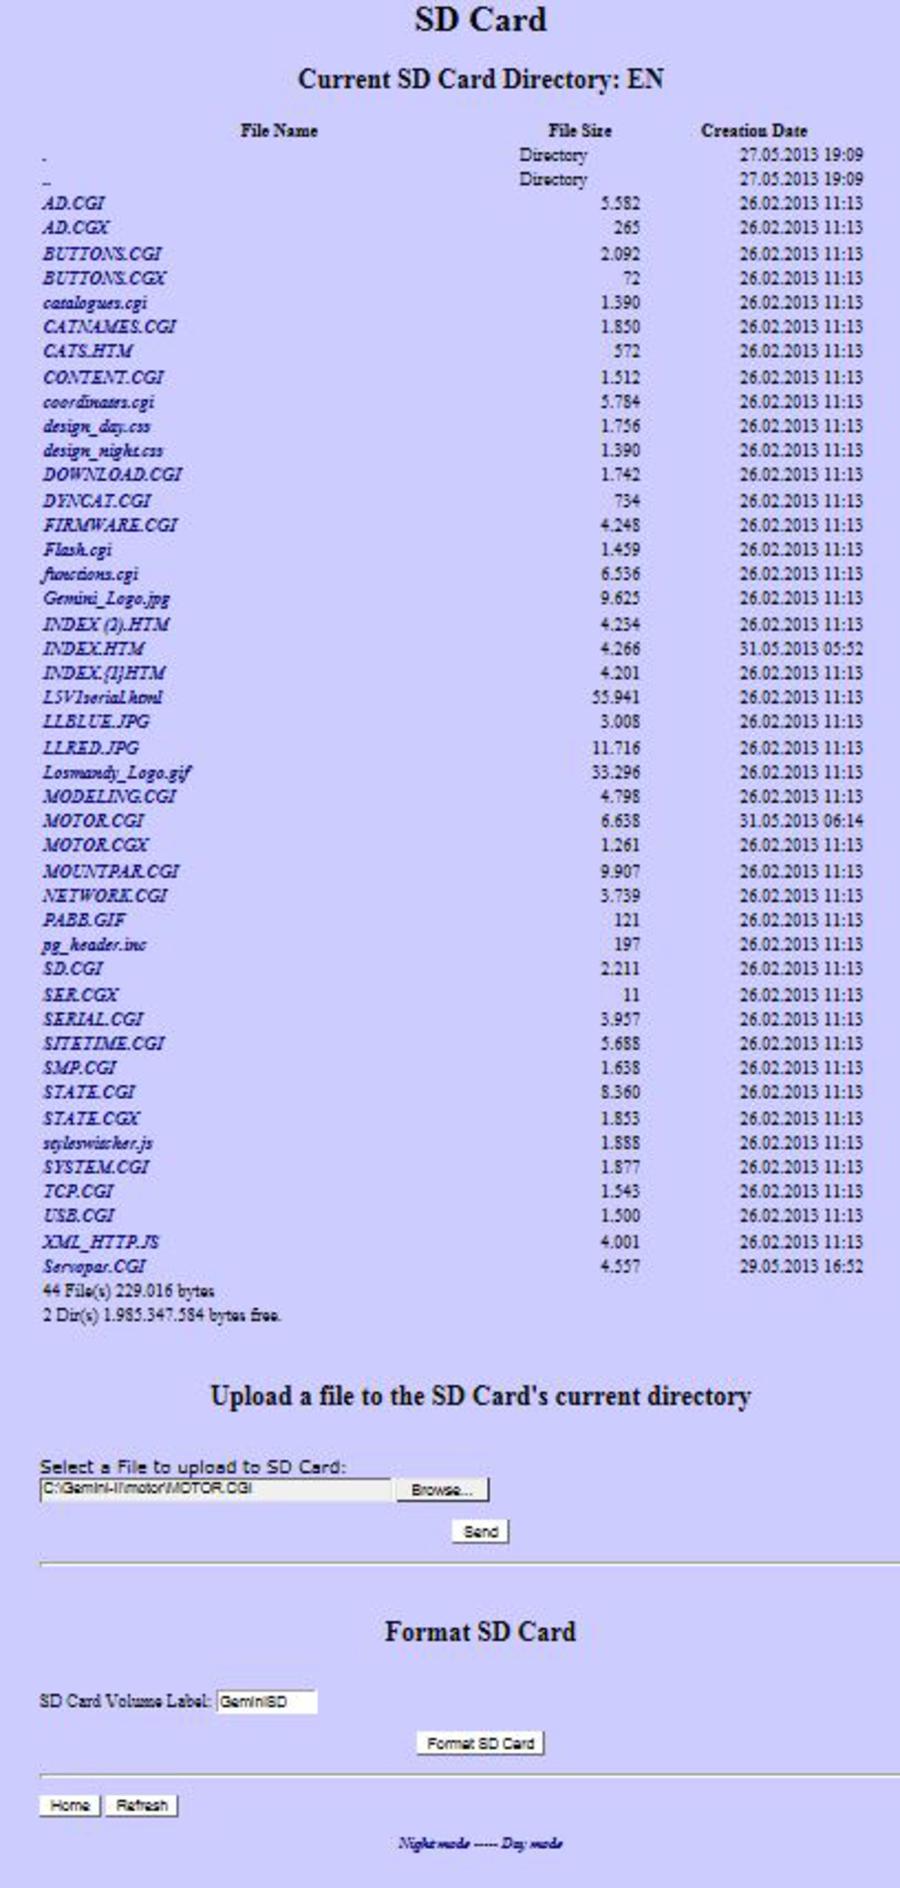 SD Card
Current SD Card Directory: EN
File Name File Size Creation Date
. Directory 27.05.2013 19:09
.. Directory 27.05.2013 19:09
AD.CGI 5.582 26.02.2013 11:13
AD.CGX 265 26.02.2013 11:13
BUTTONS.CGI 2.092 26.02.2013 11:13
BUTTONS.CGX 72 26.02.2013 11:13
catalogues.cgi 1.390 26.02.2013 11:13
CATNAMES.CGI 1.850 26.02.2013 11:13
CATS.HTM 572 26.02.2013 11:13
CONTENT.CGI 1.512 26.02.2013 11:13
coordinates.cgi 5.784 26.02.2013 11:13
design_day.css 1.756 26.02.2013 11:13
design_night.css 1.390 26.02.2013 11:13
DOWNLOAD.CGI 1.742 26.02.2013 11:13
DYNCAT.CGI 734 26.02.2013 11:13
FIRMWARE.CGI 4.248 26.02.2013 11:13
Flash.cgi 1.459 26.02.2013 11:13
functions.cgi 6.536 26.02.2013 11:13
Gemini_Logo.jpg 9.625 26.02.2013 11:13
INDEX (2).HTM 4.234 26.02.2013 11:13
INDEX.HTM 4.266 31.05.2013 05:52
INDEX.{1}HTM 4.201 26.02.2013 11:13
L5V1serial.html 55.941 26.02.2013 11:13
LLBLUE.JPG 3.008 26.02.2013 11:13
LLRED.JPG 11.716 26.02.2013 11:13
Losmandy_Logo.gif 33.296 26.02.2013 11:13
MODELING.CGI 4.798 26.02.2013 11:13
MOTOR.CGI 6.638 31.05.2013 06:14
MOTOR.CGX 1.261 26.02.2013 11:13
MOUNTPAR.CGI 9.907 26.02.2013 11:13
NETWORK.CGI 3.739 26.02.2013 11:13
PABB.GIF 121 26.02.2013 11:13
pg_header.inc 197 26.02.2013 11:13
SD.CGI 2.211 26.02.2013 11:13
SER.CGX 11 26.02.2013 11:13
SERIAL.CGI 3.957 26.02.2013 11:13
SITETIME.CGI 5.688 26.02.2013 11:13
SMP.CGI 1.638 26.02.2013 11:13
STATE.CGI 8.360 26.02.2013 11:13
STATE.CGX 1.853 26.02.2013 11:13
styleswitcher.js 1.888 26.02.2013 11:13
SYSTEM.CGI 1.877 26.02.2013 11:13
TCP.CGI 1.543 26.02.2013 11:13
USB.CGI 1.500 26.02.2013 11:13
XML_HTTP.JS 4.001 26.02.2013 11:13
Servopar.CGI 4.557 29.05.2013 16:52
44 File(s) 229.016 bytes
2 Dir(s) 1.985.347.584 bytes free.
Upload a file to the SD Card's current directory
Select a File to upload to SD Card:
C:\Gemini-II\motor\MOTOR.CGI Browse...
Send
Format SD Card
SD Card Volume Label: GeminiSD
Format SD Card
Home Refresh
Night mode ----- Day mode